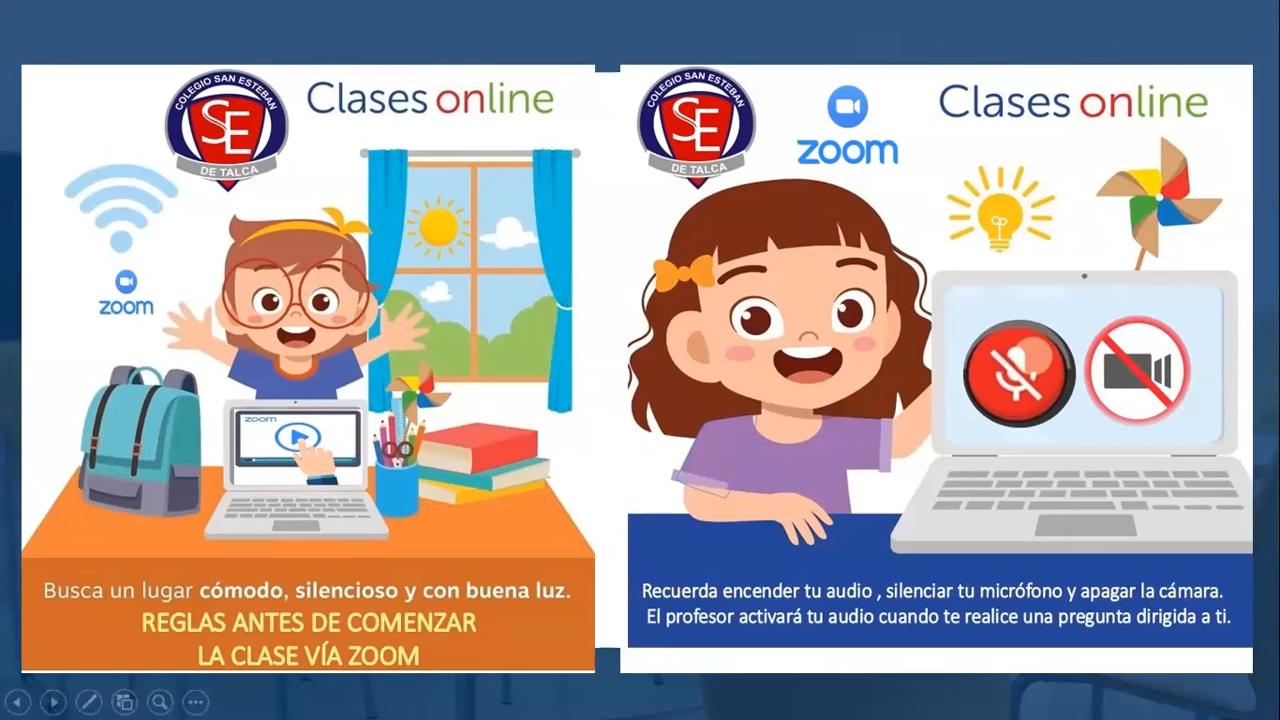 COLEGIO SAN ESTEBAN
SE
DE TALCA
Clases online
zoom
zoom
Busca un lugar cómodo, silencioso y con buena luz.
REGLAS ANTES DE COMENZAR
LA CLASE VÍA ZOOM
COLEGIO SAN ESTEBAN
SE
DE TALCA
zoom
Clases online
Recuerda encender tu audio , silenciar tu micrófono y apagar la cámara.
El profesor activará tu audio cuando te realice una pregunta dirigida a ti.